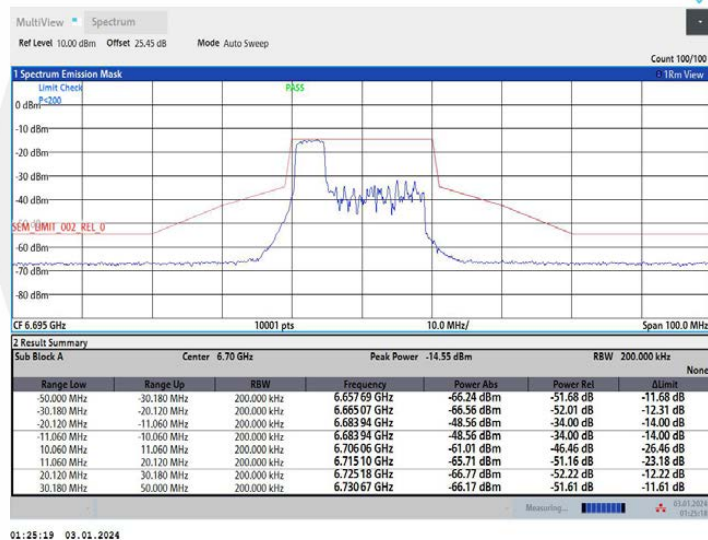 MultiView Spectrum
Ref Level 10.00 dBm Offset 25.45 dB Mode Auto Sweep
Count 100/100
1 Spectrum Emission Mask 1Rm View
Limit Check PASS
P<200
0 dBm
-10 dBm
-20 dBm
-30 dBm
-40 dBm
SEM_LIMIT_002_REL_0
-60 dBm
-70 dBm
-80 dBm
CF 6.695 GHz 10001 pts 10.0 MHz/ Span 100.0 MHz
2 Result Summary
Sub Block A Center 6.70 GHz Peak Power -14.55 dBm RBW 200.000 kHz
None
Range Low Range Up RBW Frequency Power Abs Power Rel ΔLimit
-50.000 MHz -30.180 MHz 200.000 kHz 6.657 69 GHz -66.24 dBm -51.68 dB -11.68 dB
-30.180 MHz -20.120 MHz 200.000 kHz 6.665 07 GHz -66.56 dBm -52.01 dB -12.31 dB
-20.120 MHz -11.060 MHz 200.000 kHz 6.683 94 GHz -48.56 dBm -34.00 dB -14.00 dB
-11.060 MHz -10.060 MHz 200.000 kHz 6.683 94 GHz -48.56 dBm -34.00 dB -14.00 dB
10.060 MHz 11.060 MHz 200.000 kHz 6.706 06 GHz -61.01 dBm -46.46 dB -26.46 dB
11.060 MHz 20.120 MHz 200.000 kHz 6.715 10 GHz -65.71 dBm -51.16 dB -23.18 dB
20.120 MHz 30.180 MHz 200.000 kHz 6.725 18 GHz -66.77 dBm -52.22 dB -12.22 dB
30.180 MHz 50.000 MHz 200.000 kHz 6.730 67 GHz -66.17 dBm -51.61 dB -11.61 dB
Measuring... 03.01.2024
01:25:18
01:25:19 03.01.2024